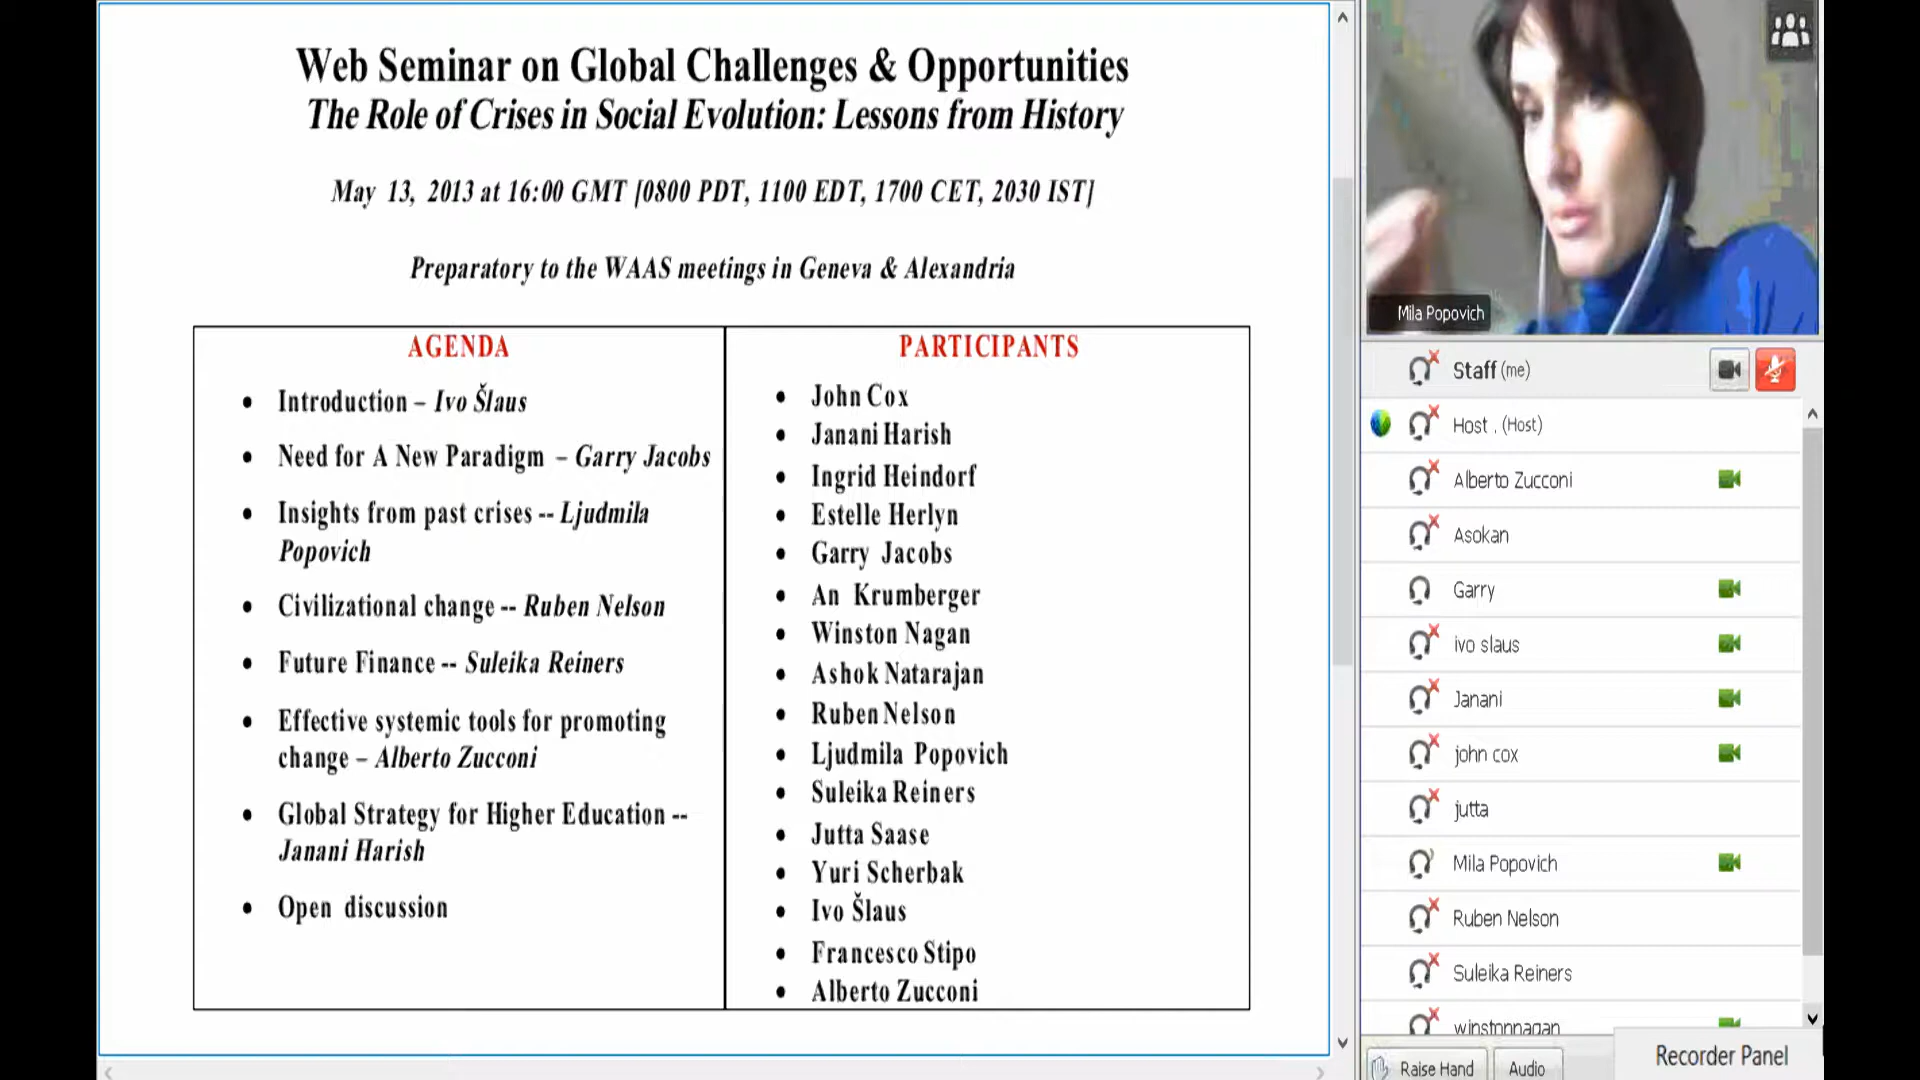 Web Seminar on Global Challenges & Opportunities
The Role of Crises in Social Evolution: Lessons from History
May 13, 2013 at 16:00 GMT [0800 PDT, 1100 EDT, 1700 CET, 2030 IST]
Preparatory to the WAAS meetings in Geneva & Alexandria
AGENDA
• Introduction – Ivo Šlaus
• Need for A New Paradigm – Garry Jacobs
• Insights from past crises -- Ljudmila
Popovich
• Civilizational change -- Ruben Nelson
• Future Finance -- Suleika Reiners
• Effective systemic tools for promoting
change – Alberto Zucconi
• Global Strategy for Higher Education --
Janani Harish
• Open discussion
PARTICIPANTS
• John Cox
• Janani Harish
• Ingrid Heindorf
• Estelle Herlyn
• Garry Jacobs
• An Krumberger
• Winston Nagan
• Ashok Natarajan
• Ruben Nelson
• Ljudmila Popovich
• Suleika Reiners
• Jutta Saase
• Yuri Scherbak
• Ivo Šlaus
• Francesco Stipo
• Alberto Zucconi
Mila Popovich
Staff (me)
Host . (Host)
Alberto Zucconi
Asokan
Garry
ivo slaus
Janani
john cox
jutta
Mila Popovich
Ruben Nelson
Suleika Reiners
winstonnagan
Raise Hand
Audio
Recorder Panel